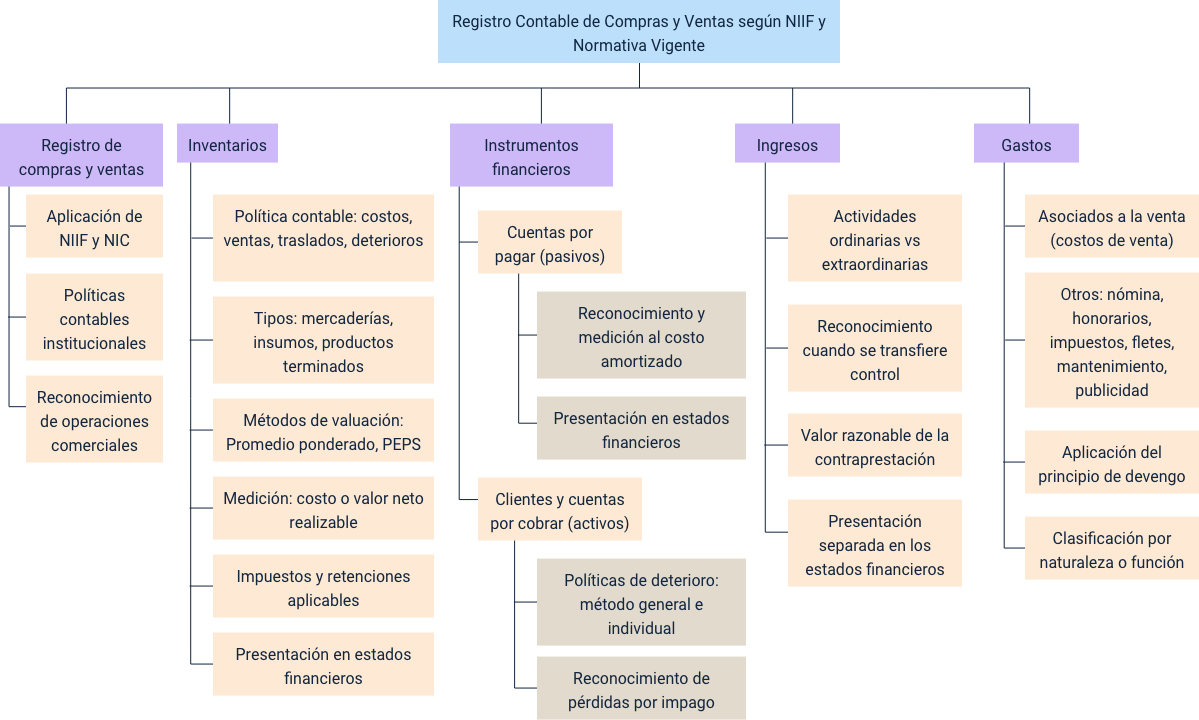 Registro Contable de Compras y Ventas según NIIF y
Normativa Vigente
Registro de
compras y ventas
Aplicación de
NIIF y NIC
Políticas
contables
institucionales
Reconocimiento
de operaciones
comerciales
Inventarios
Política contable: costos,
ventas, traslados, deterioros
Tipos: mercaderías,
insumos, productos
terminados
Métodos de valuación:
Promedio ponderado, PEPS
Medición: costo o valor neto
realizable
Impuestos y retenciones
aplicables
Presentación en estados
financieros
Instrumentos
financieros
Cuentas por
pagar (pasivos)
Reconocimiento y
medición al costo
amortizado
Presentación en estados
financieros
Clientes y cuentas
por cobrar (activos)
Políticas de deterioro:
método general e
individual
Reconocimiento de
pérdidas por impago
Ingresos
Actividades
ordinarias vs
extraordinarias
Reconocimiento
cuando se transfiere
control
Valor razonable de la
contraprestación
Presentación
separada en los
estados financieros
Gastos
Asociados a la venta
(costos de venta)
Otros: nómina,
honorarios,
impuestos, fletes,
mantenimiento,
publicidad
Aplicación del
principio de devengo
Clasificación por
naturaleza o función